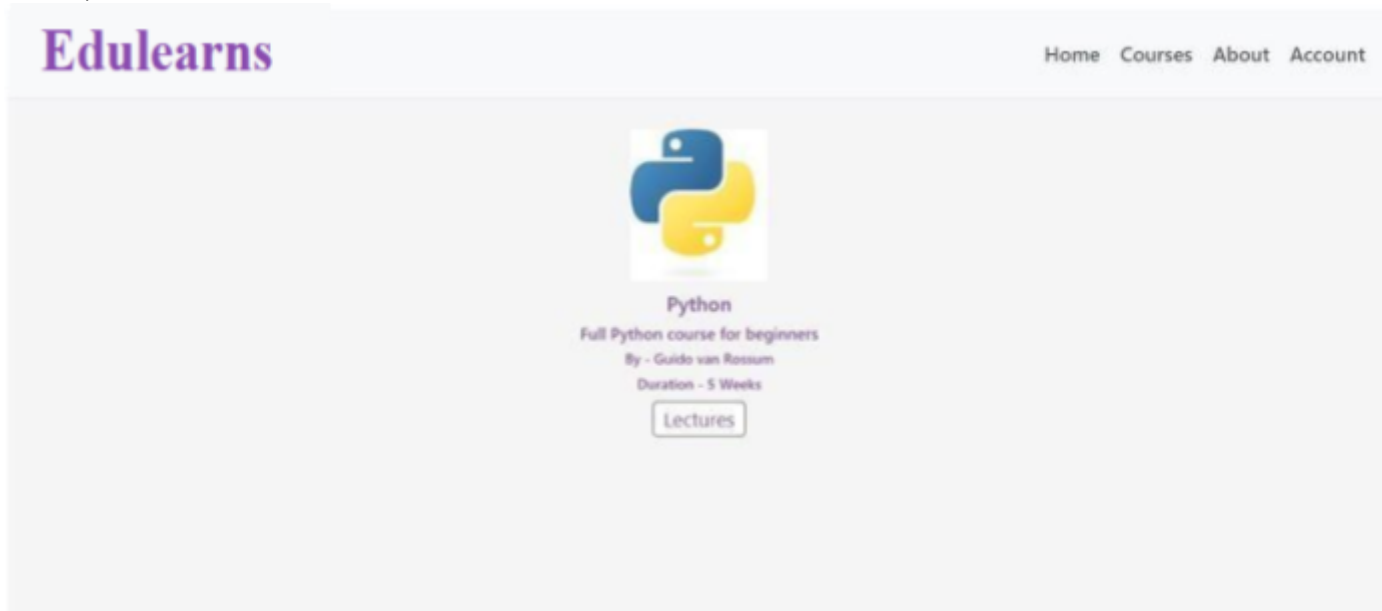 Edulearns
Home Courses About Account
Python
Full Python course for beginners
By - Guido van Rossum
Duration - 5 Weeks
Lectures